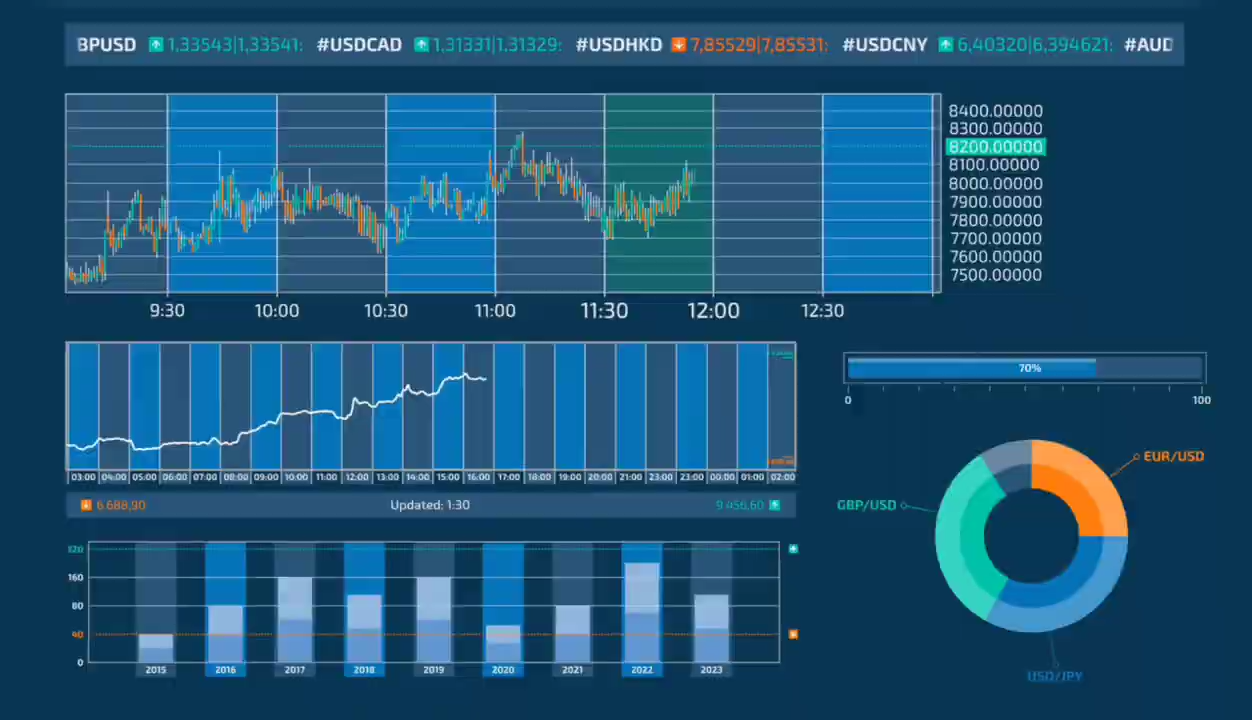 BPUSD 1,33543|1,33541: #USDCAD 1,31331|1,31329: #USDHKD 7,85529|7,85531: #USDCNY 6,40320|6,394621: #AUD
8400.00000
8300.00000
8200.00000
8100.00000
8000.00000
7900.00000
7800.00000
7700.00000
7600.00000
7500.00000
9:30 10:00 10:30 11:00 11:30 12:00 12:30
03:00 04:00 05:00 06:00 07:00 08:00 09:00 10:00 11:00 12:00 13:00 14:00 15:00 16:00 17:00 18:00 19:00 20:00 21:00 23:00 23:00 00:00 01:00 02:00
6 688,90 Updated: 1:30 9 456,60
70%
0 100
EUR/USD
GBP/USD
USD/JPY
120
160
80
40
0
2015 2016 2017 2018 2019 2020 2021 2022 2023